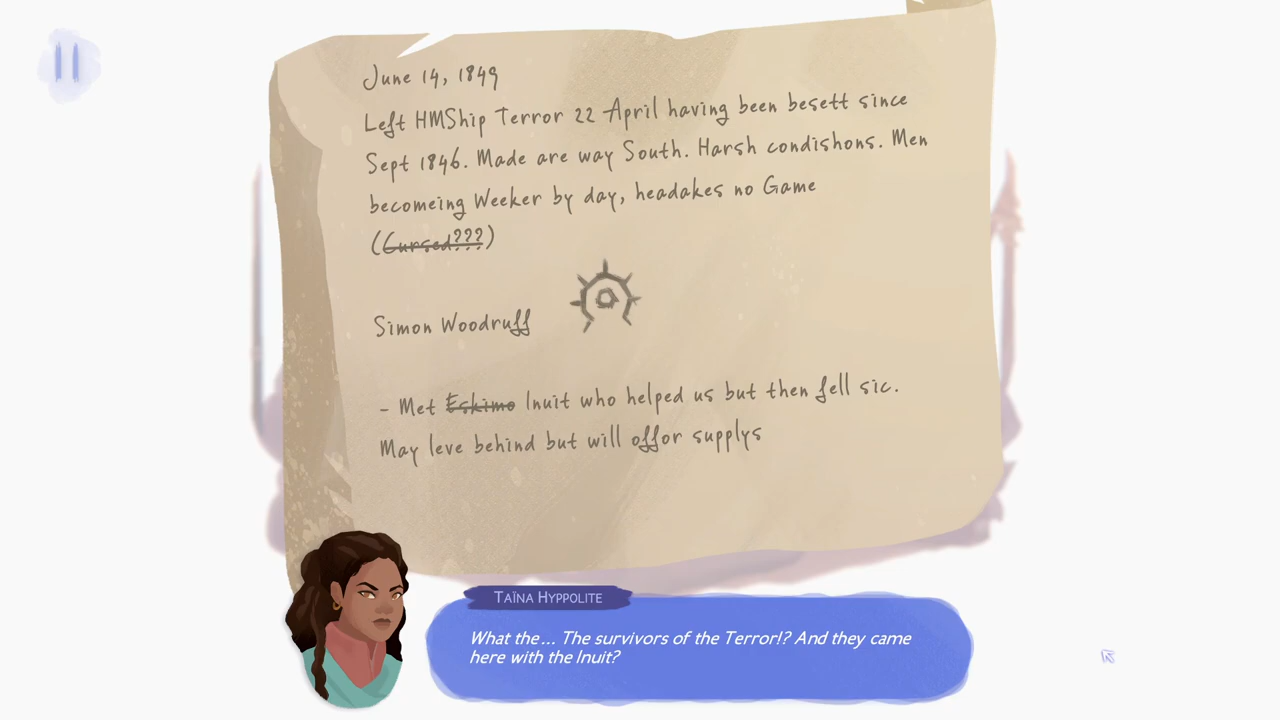 June 14, 1849
Left HMShip Terror 22 April having been besett since
Sept 1846. Made are way South. Harsh condishons. Men
becomeing Weeker by day, headakes no Game
(Cursed???)
Simon Woodruff
- Met Eskimo Inuit who helped us but then fell sic.
May leve behind but will offor supplys
TAÏNA HYPPOLITE
What the... The survivors of the Terror!? And they came
here with the Inuit?